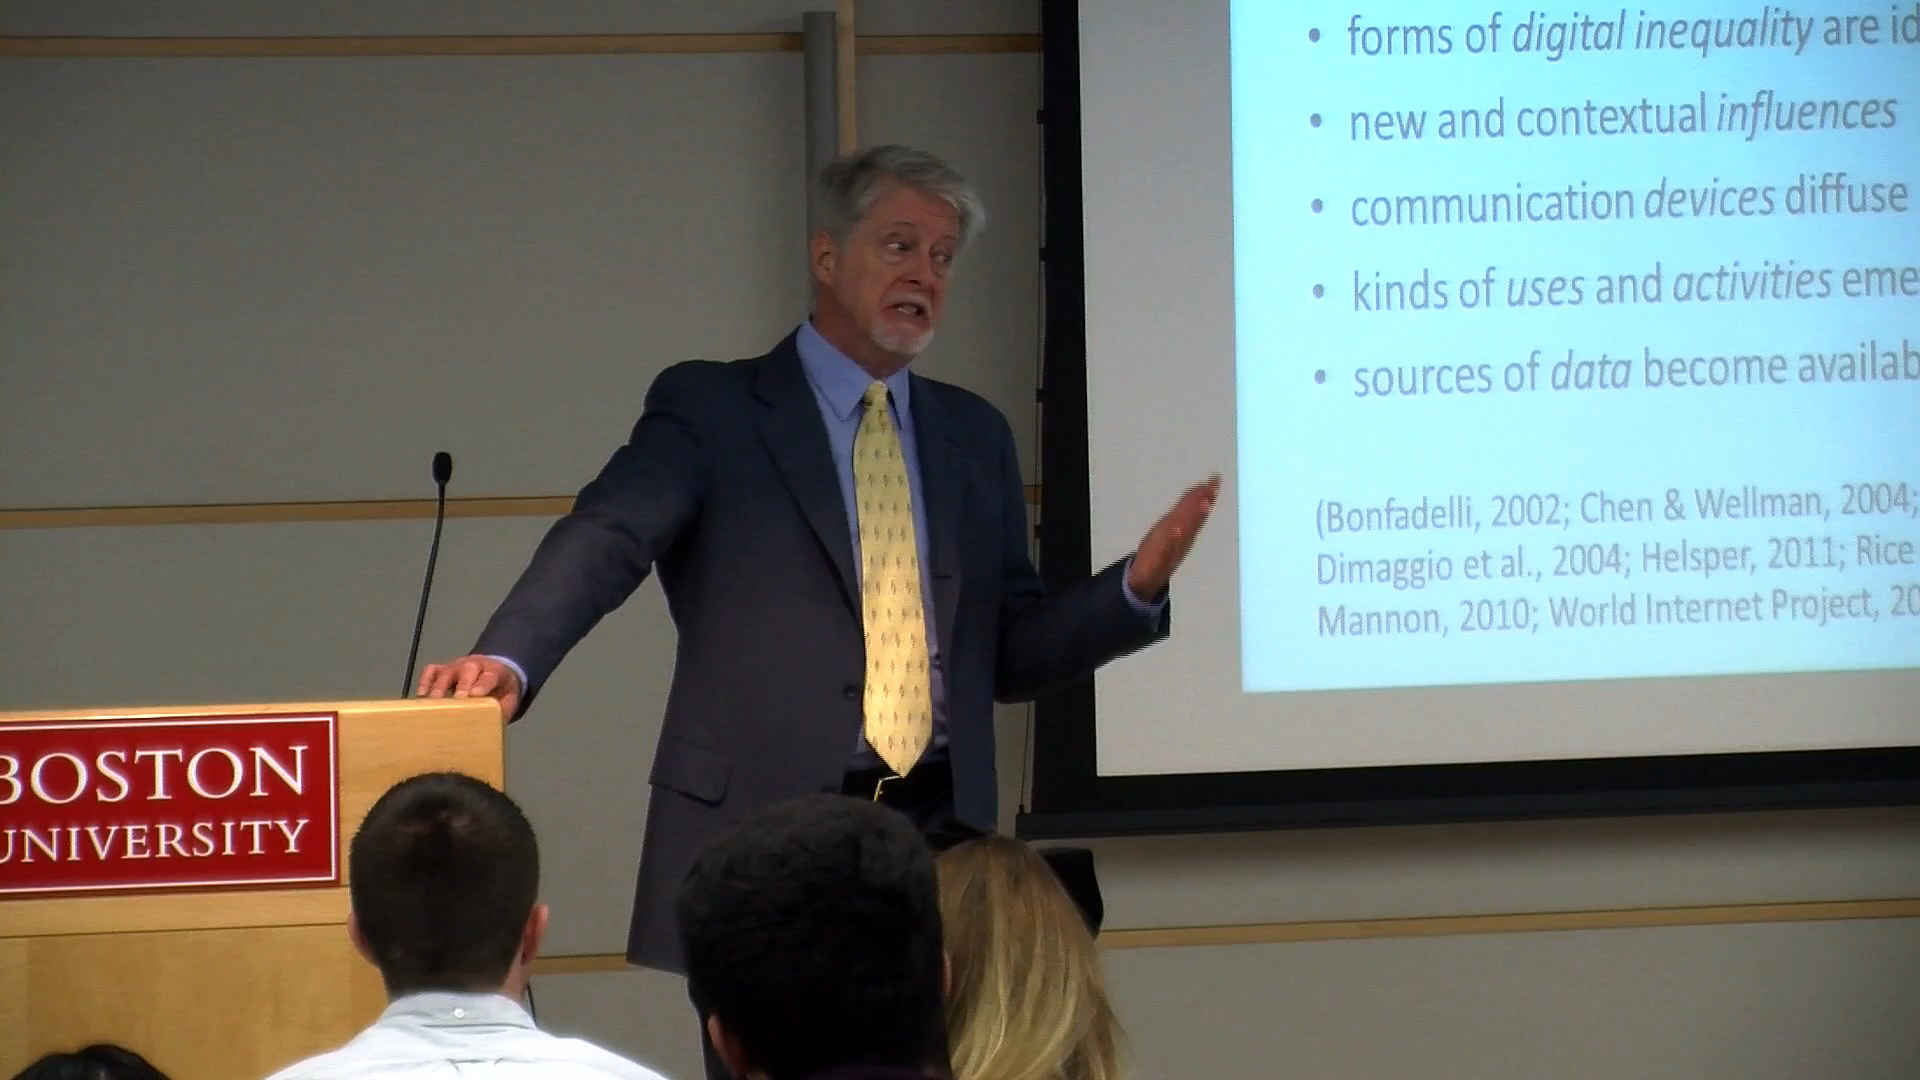 BOSTON
UNIVERSITY
• forms of digital inequality are
• new and contextual influences
• communication devices diffuse
• kinds of uses and activities
• sources of data become
(Bonfadelli, 2002; Chen & Wellman, 2004;
Dimaggio et al., 2004; Helsper, 2011; Rice
Mannon, 2010; World Internet Project,